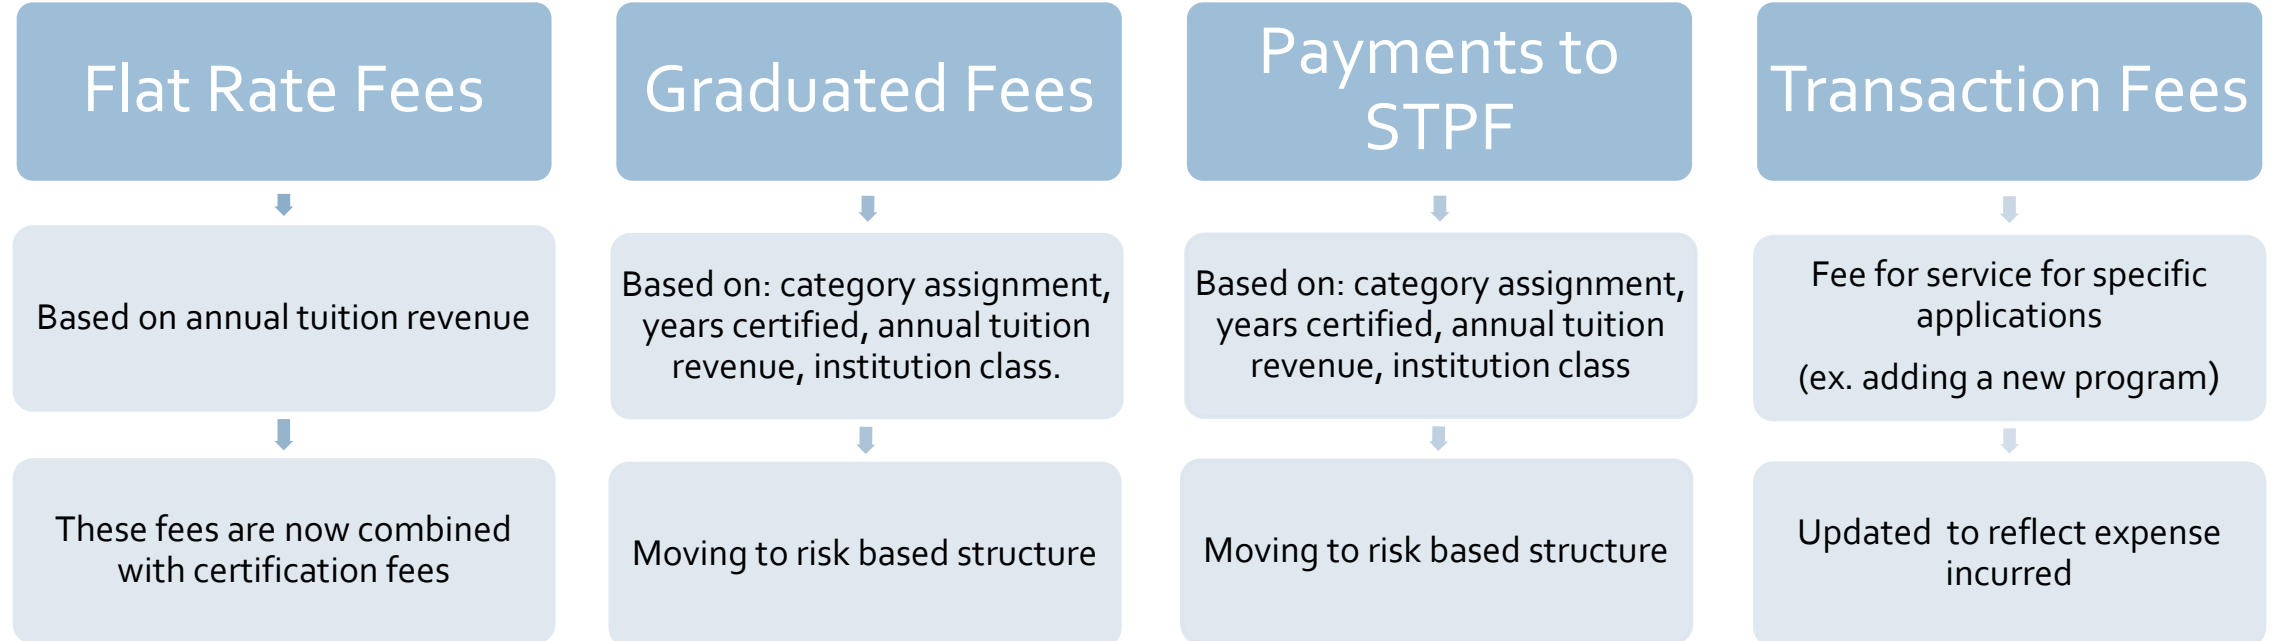 Flat Rate Fees
Based on annual tuition revenue
These fees are now combined
with certification fees
Graduated Fees
Based on: category assignment,
years certified, annual tuition
revenue, institution class.
Moving to risk based structure
Payments to
STPF
Based on: category assignment,
years certified, annual tuition
revenue, institution class
Moving to risk based structure
Transaction Fees
Fee for service for specific
applications
(ex. adding a new program)
Updated  to reflect expense
incurred